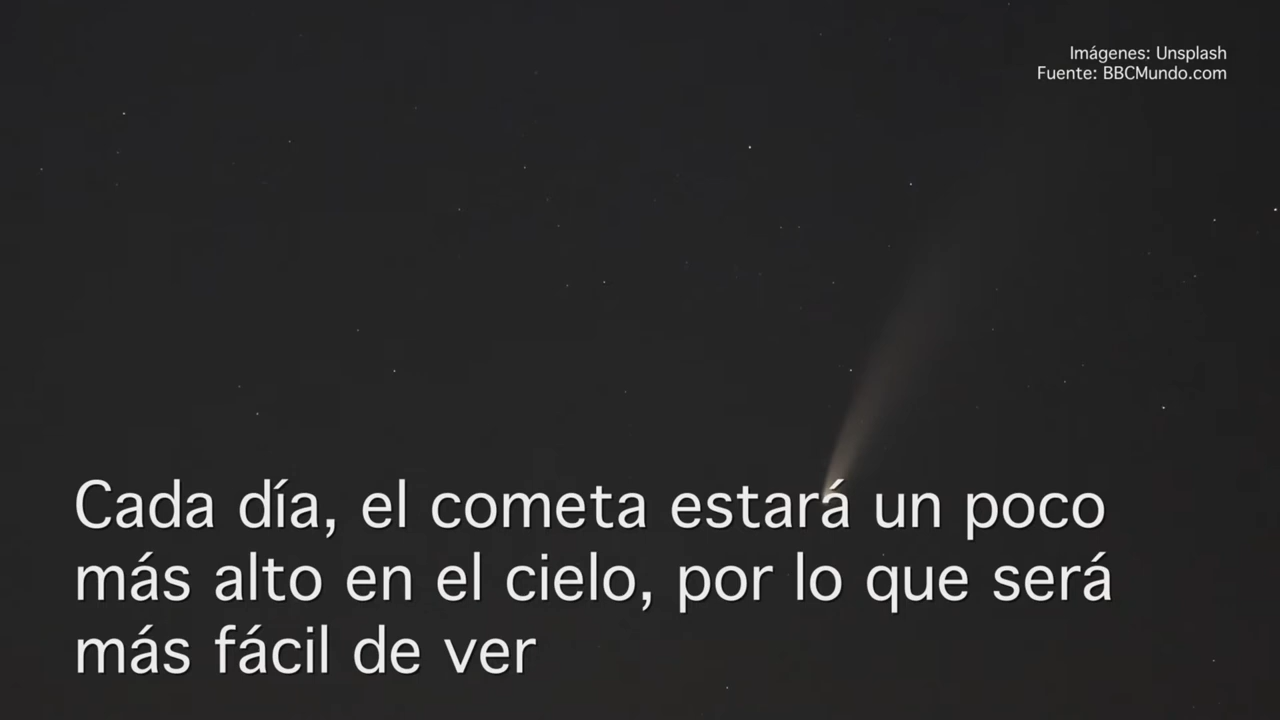 Imágenes: Unsplash
Fuente: BBCMundo.com
Cada día, el cometa estará un poco
más alto en el cielo, por lo que será
más fácil de ver